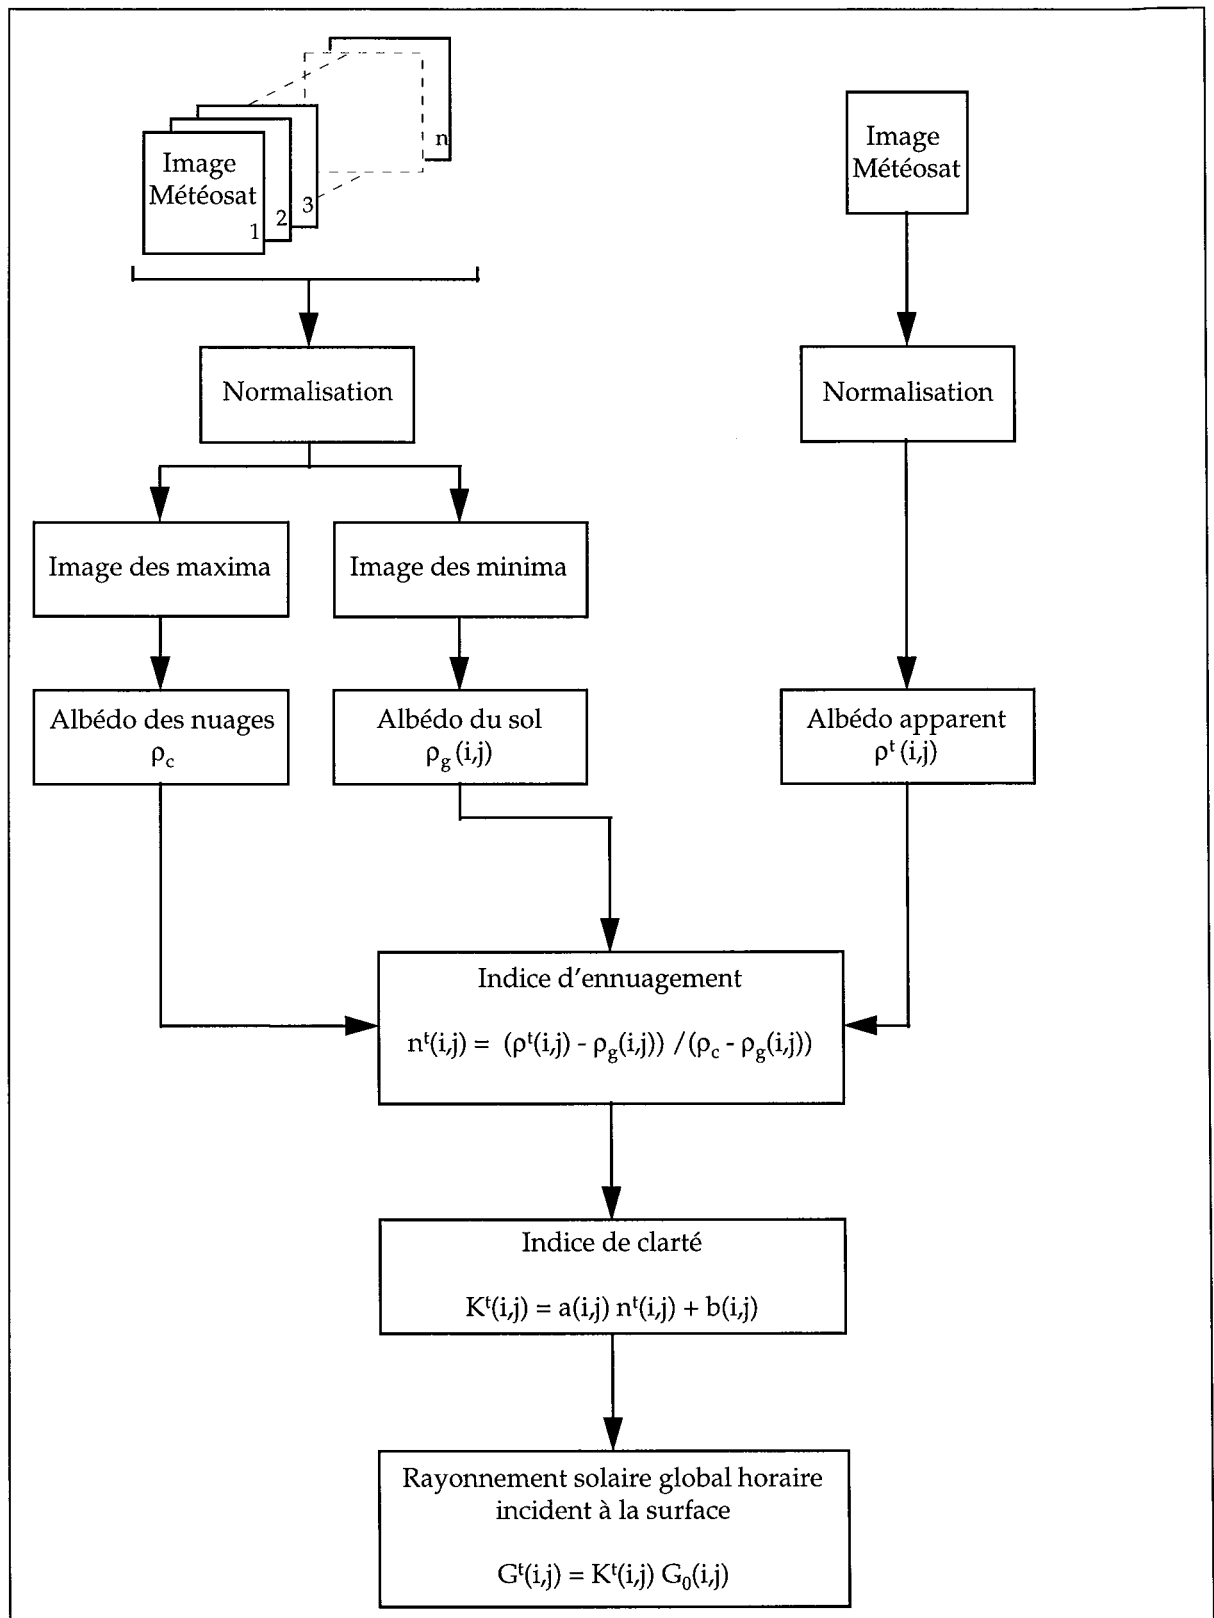 Image
Météosat
1
2
3
n
Image
Météosat
Normalisation
Normalisation
Image des maxima
Image des minima
Albédo des nuages
ρc
Albédo du sol
ρg (i,j)
Albédo apparent
ρt (i,j)
Indice d'ennuagement
nt(i,j) = (ρt(i,j) - ρg(i,j)) /(ρc - ρg(i,j))
Indice de clarté
Kt(i,j) = a(i,j) nt(i,j) + b(i,j)
Rayonnement solaire global horaire
incident à la surface
Gt(i,j) = Kt(i,j) G0(i,j)